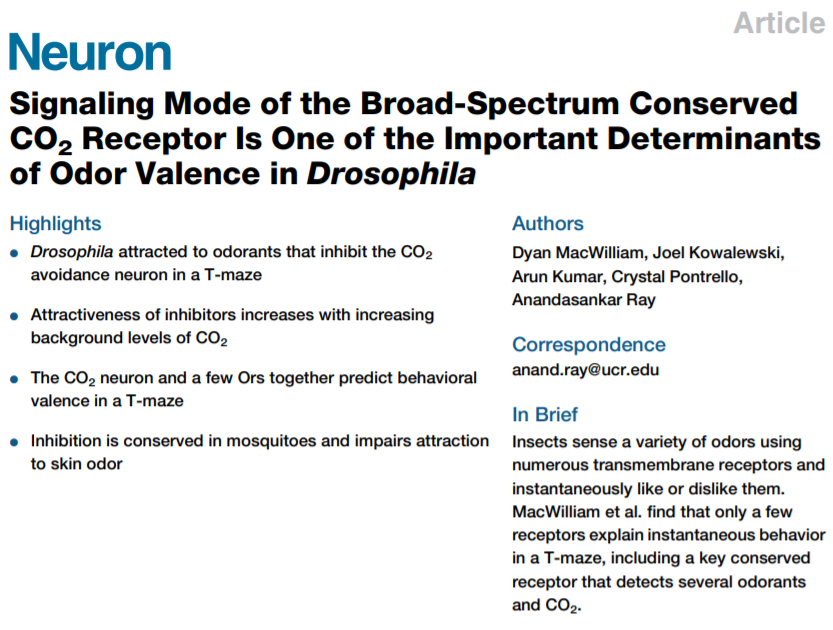 Article
Neuron
Signaling Mode of the Broad-Spectrum Conserved
CO₂ Receptor Is One of the Important Determinants
of Odor Valence in Drosophila
Highlights
• Drosophila attracted to odorants that inhibit the CO₂
avoidance neuron in a T-maze
• Attractiveness of inhibitors increases with increasing
background levels of CO₂
• The CO₂ neuron and a few Ors together predict behavioral
valence in a T-maze
• Inhibition is conserved in mosquitoes and impairs attraction
to skin odor
Authors
Dyan MacWilliam, Joel Kowalewski,
Arun Kumar, Crystal Pontrello,
Anandasankar Ray
Correspondence
anand.ray@ucr.edu
In Brief
Insects sense a variety of odors using
numerous transmembrane receptors and
instantaneously like or dislike them.
MacWilliam et al. find that only a few
receptors explain instantaneous behavior
in a T-maze, including a key conserved
receptor that detects several odorants
and CO₂.